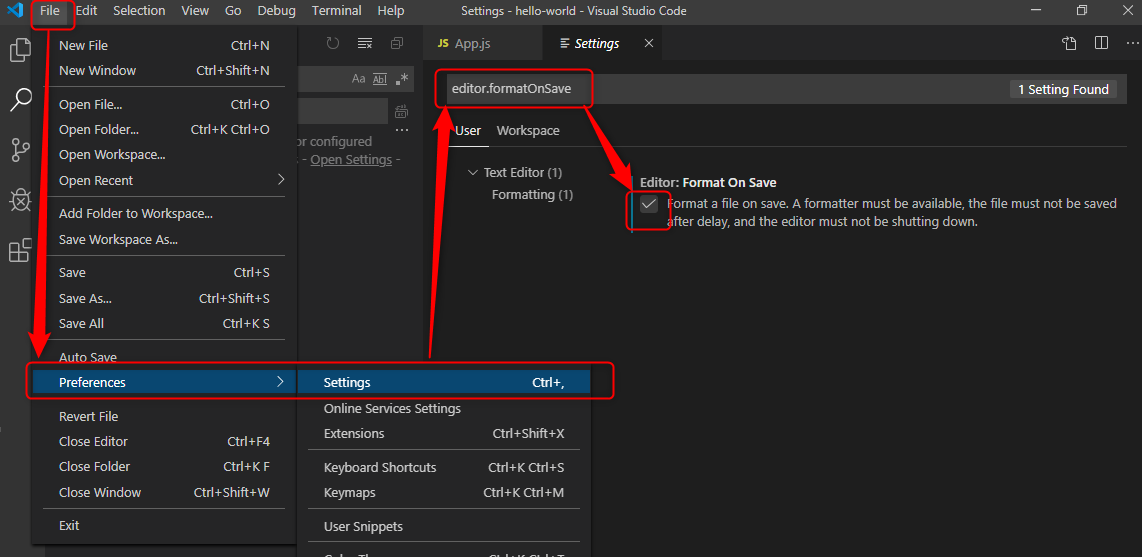 File Edit Selection View Go Debug Terminal Help
Settings - hello-world - Visual Studio Code
New File Ctrl+N
New Window Ctrl+Shift+N
Open File... Ctrl+O
Open Folder... Ctrl+K Ctrl+O
Open Workspace...
Open Recent
Add Folder to Workspace...
Save Workspace As...
Save Ctrl+S
Save As... Ctrl+Shift+S
Save All Ctrl+K S
Auto Save
Preferences
Revert File
Close Editor Ctrl+F4
Close Folder Ctrl+K F
Close Window Ctrl+Shift+W
Exit
Aa Abl .*
or configured
. - Open Settings -
Settings Ctrl+,
Online Services Settings
Extensions Ctrl+Shift+X
Keyboard Shortcuts Ctrl+K Ctrl+S
Keymaps Ctrl+K Ctrl+M
User Snippets
JS App.js
Settings
editor.formatOnSave
1 Setting Found
User Workspace
Text Editor (1)
Formatting (1)
Editor: Format On Save
Format a file on save. A formatter must be available, the file must not be saved
after delay, and the editor must not be shutting down.